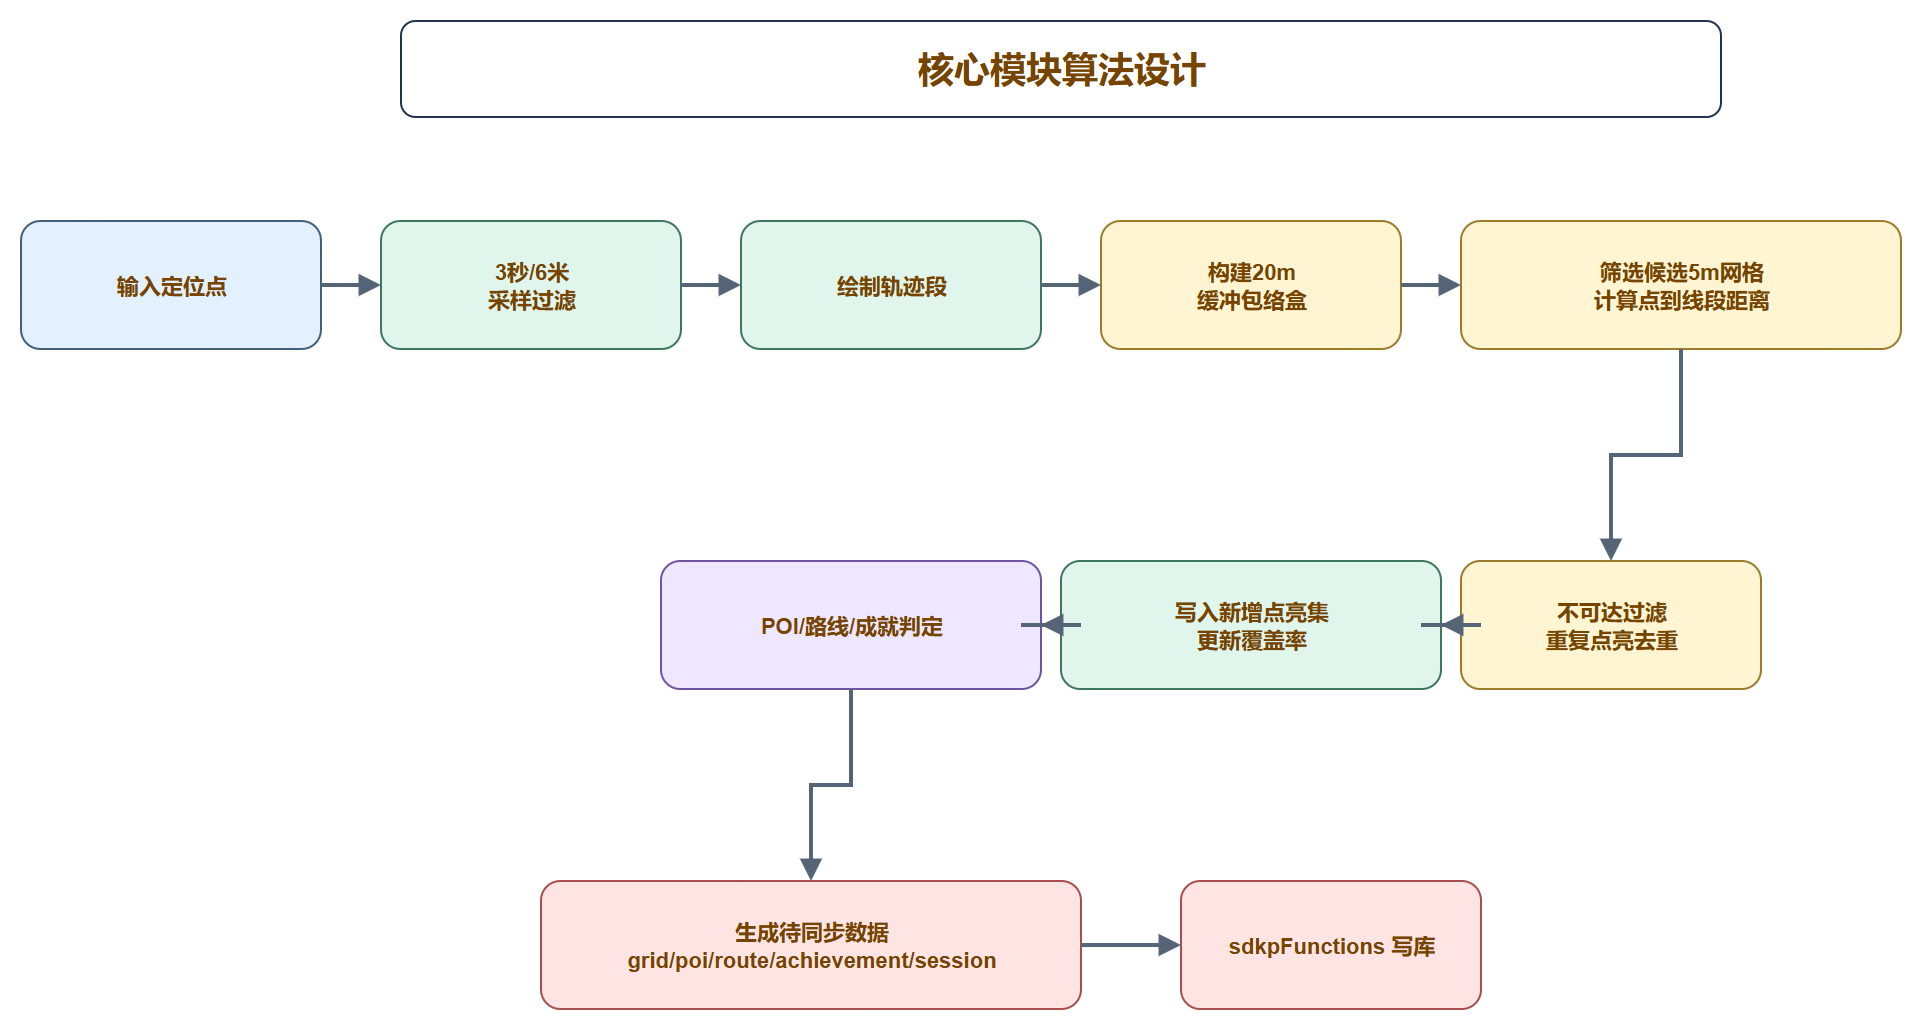 核心模块算法设计
输入定位点
3秒/6米
采样过滤
绘制轨迹段
构建20m
缓冲包络盒
筛选候选5m网格
计算点到线段距离
不可达过滤
重复点亮去重
写入新增点亮集
更新覆盖率
POI/路线/成就判定
生成待同步数据
grid/poi/route/achievement/session
sdkpFunctions 写库